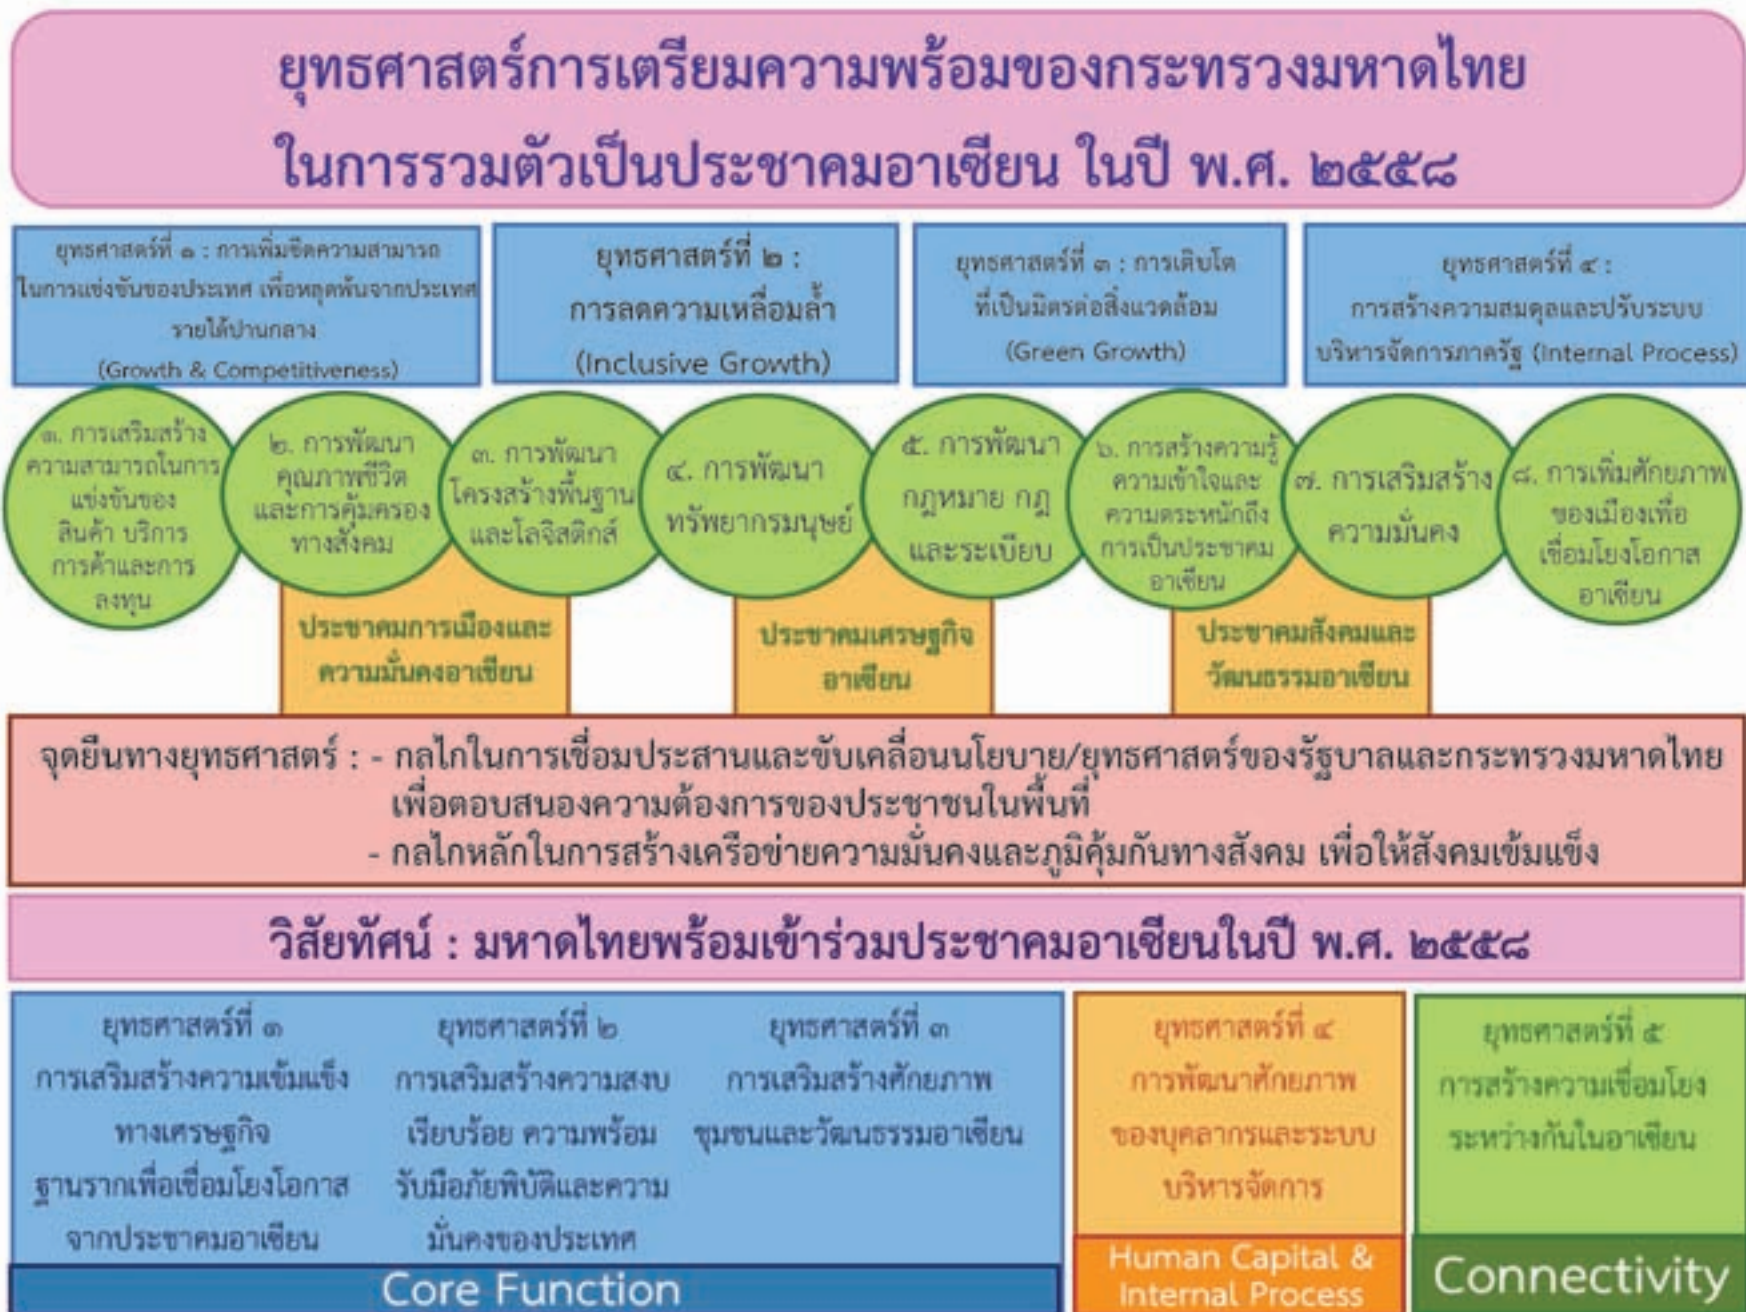 ยุทธศาสตร์การเตรียมความพร้อมของกระทรวงมหาดไทย
ในการรวมตัวเป็นประชาคมอาเซียน ในปี พ.ศ. ๒๕๕๘
ยุทธศาสตร์ที่ ๑ : การเพิ่มขีดความสามารถ
ในการแข่งขันของประเทศ เพื่อหลุดพ้นจากประเทศ
รายได้ปานกลาง
(Growth & Competitiveness)
ยุทธศาสตร์ที่ ๒ :
การลดความเหลื่อมล้ำ
(Inclusive Growth)
ยุทธศาสตร์ที่ ๓ : การเติบโต
ที่เป็นมิตรต่อสิ่งแวดล้อม
(Green Growth)
ยุทธศาสตร์ที่ ๔ :
การสร้างความสมดุลและปรับระบบ
บริหารจัดการภาครัฐ (Internal Process)
๑. การเสริมสร้าง
ความสามารถในการ
แข่งขันของ
สินค้า บริการ
การค้าและการ
ลงทุน
๒. การพัฒนา
คุณภาพชีวิต
และการคุ้มครอง
ทางสังคม
๓. การพัฒนา
โครงสร้างพื้นฐาน
และโลจิสติกส์
๔. การพัฒนา
ทรัพยากรมนุษย์
๕. การพัฒนา
กฎหมาย กฎ
และระเบียบ
๖. การสร้างความรู้
ความเข้าใจและ
ความตระหนักถึง
การเป็นประชาคม
อาเซียน
๗. การเสริมสร้าง
ความมั่นคง
๘. การเพิ่มศักยภาพ
ของเมืองเพื่อ
เชื่อมโยงโอกาส
อาเซียน
ประชาคมการเมืองและ
ความมั่นคงอาเซียน
ประชาคมเศรษฐกิจ
อาเซียน
ประชาคมสังคมและ
วัฒนธรรมอาเซียน
จุดยืนทางยุทธศาสตร์ : - กลไกในการเชื่อมประสานและขับเคลื่อนนโยบาย/ยุทธศาสตร์ของรัฐบาลและกระทรวงมหาดไทย
เพื่อตอบสนองความต้องการของประชาชนในพื้นที่
- กลไกหลักในการสร้างเครือข่ายความมั่นคงและภูมิคุ้มกันทางสังคม เพื่อให้สังคมเข้มแข็ง
วิสัยทัศน์ : มหาดไทยพร้อมเข้าร่วมประชาคมอาเซียนในปี พ.ศ. ๒๕๕๘
ยุทธศาสตร์ที่ ๑
การเสริมสร้างความเข้มแข็ง
ทางเศรษฐกิจ
ฐานรากเพื่อเชื่อมโยงโอกาส
จากประชาคมอาเซียน
ยุทธศาสตร์ที่ ๒
การเสริมสร้างความสงบ
เรียบร้อย ความพร้อม
รับมือภัยพิบัติและความ
มั่นคงของประเทศ
ยุทธศาสตร์ที่ ๓
การเสริมสร้างศักยภาพ
ชุมชนและวัฒนธรรมอาเซียน
Core Function
ยุทธศาสตร์ที่ ๔
การพัฒนาศักยภาพ
ของบุคลากรและระบบ
บริหารจัดการ
Human Capital &
Internal Process
ยุทธศาสตร์ที่ ๕
การสร้างความเชื่อมโยง
ระหว่างกันในอาเซียน
Connectivity